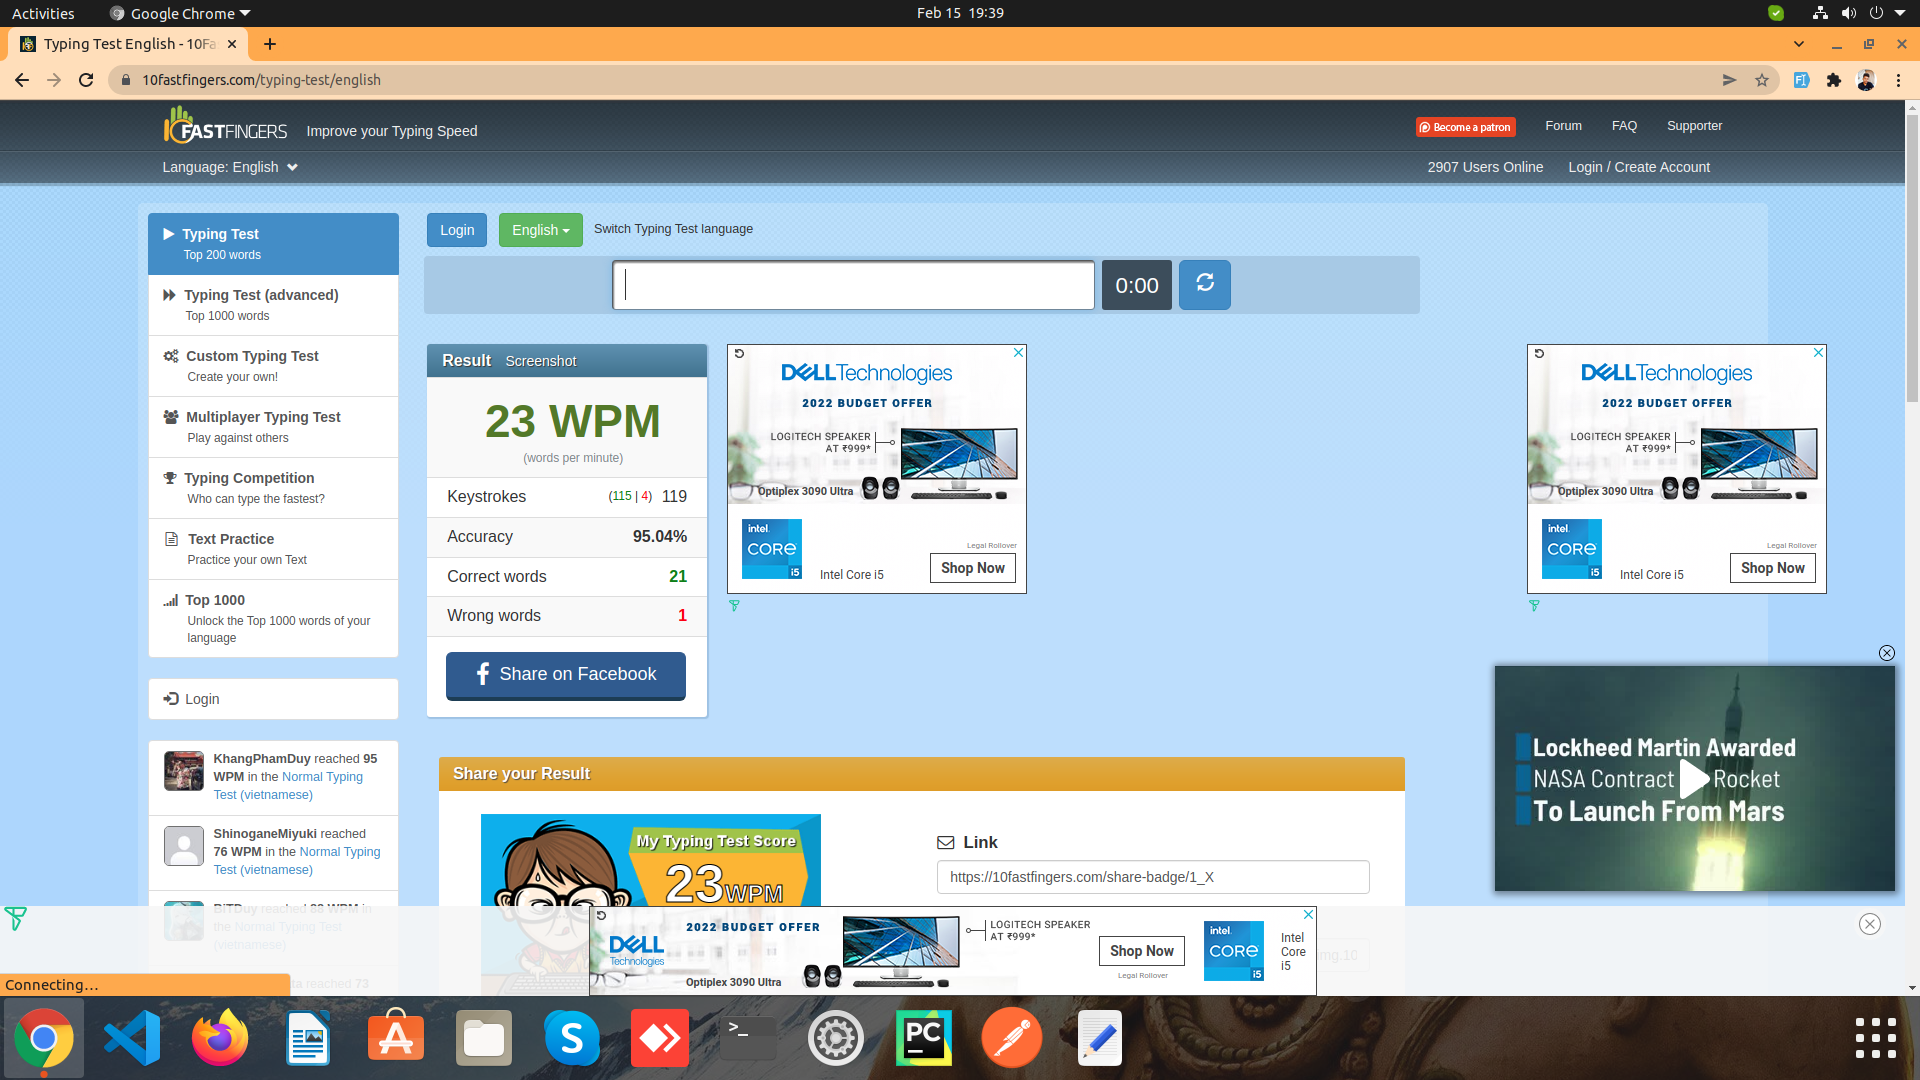 Activities
Google Chrome
Feb 15 19:39
Typing Test English - 10Fa
10fastfingers.com/typing-test/english
FASTFINGERS
Improve your Typing Speed
Become a patron
Forum
FAQ
Supporter
Language: English
2907 Users Online
Login / Create Account
Typing Test
Top 200 words
Typing Test (advanced)
Top 1000 words
Custom Typing Test
Create your own!
Multiplayer Typing Test
Play against others
Typing Competition
Who can type the fastest?
Text Practice
Practice your own Text
Top 1000
Unlock the Top 1000 words of your
language
Login
KhangPhamDuy reached 95
WPM in the Normal Typing
Test (vietnamese)
ShinoganeMiyuki reached
76 WPM in the Normal Typing
Test (vietnamese)
BiTDuy reached 88 WPM in
the Normal Typing Test
(vietnamese)
reached 73
Connecting...
Login
English
Switch Typing Test language
0:00
Result Screenshot
23 WPM
(words per minute)
Keystrokes (115 | 4) 119
Accuracy 95.04%
Correct words 21
Wrong words 1
Share on Facebook
DELLTechnologies
2022 BUDGET OFFER
LOGITECH SPEAKER
AT ₹999*
Optiplex 3090 Ultra
intel.
CORE
i5
Intel Core i5
Legal Rollover
Shop Now
DELLTechnologies
2022 BUDGET OFFER
LOGITECH SPEAKER
AT ₹999*
Optiplex 3090 Ultra
intel.
CORE
i5
Intel Core i5
Legal Rollover
Shop Now
Lockheed Martin Awarded
NASA Contract Rocket
To Launch From Mars
Share your Result
My Typing Test Score
23 WPM
Link
https://10fastfingers.com/share-badge/1_X
DELL
Technologies
2022 BUDGET OFFER
Optiplex 3090 Ultra
LOGITECH SPEAKER
AT ₹999*
Shop Now
Legal Rollover
intel.
CORE
i5
Intel
Core
i5
PC